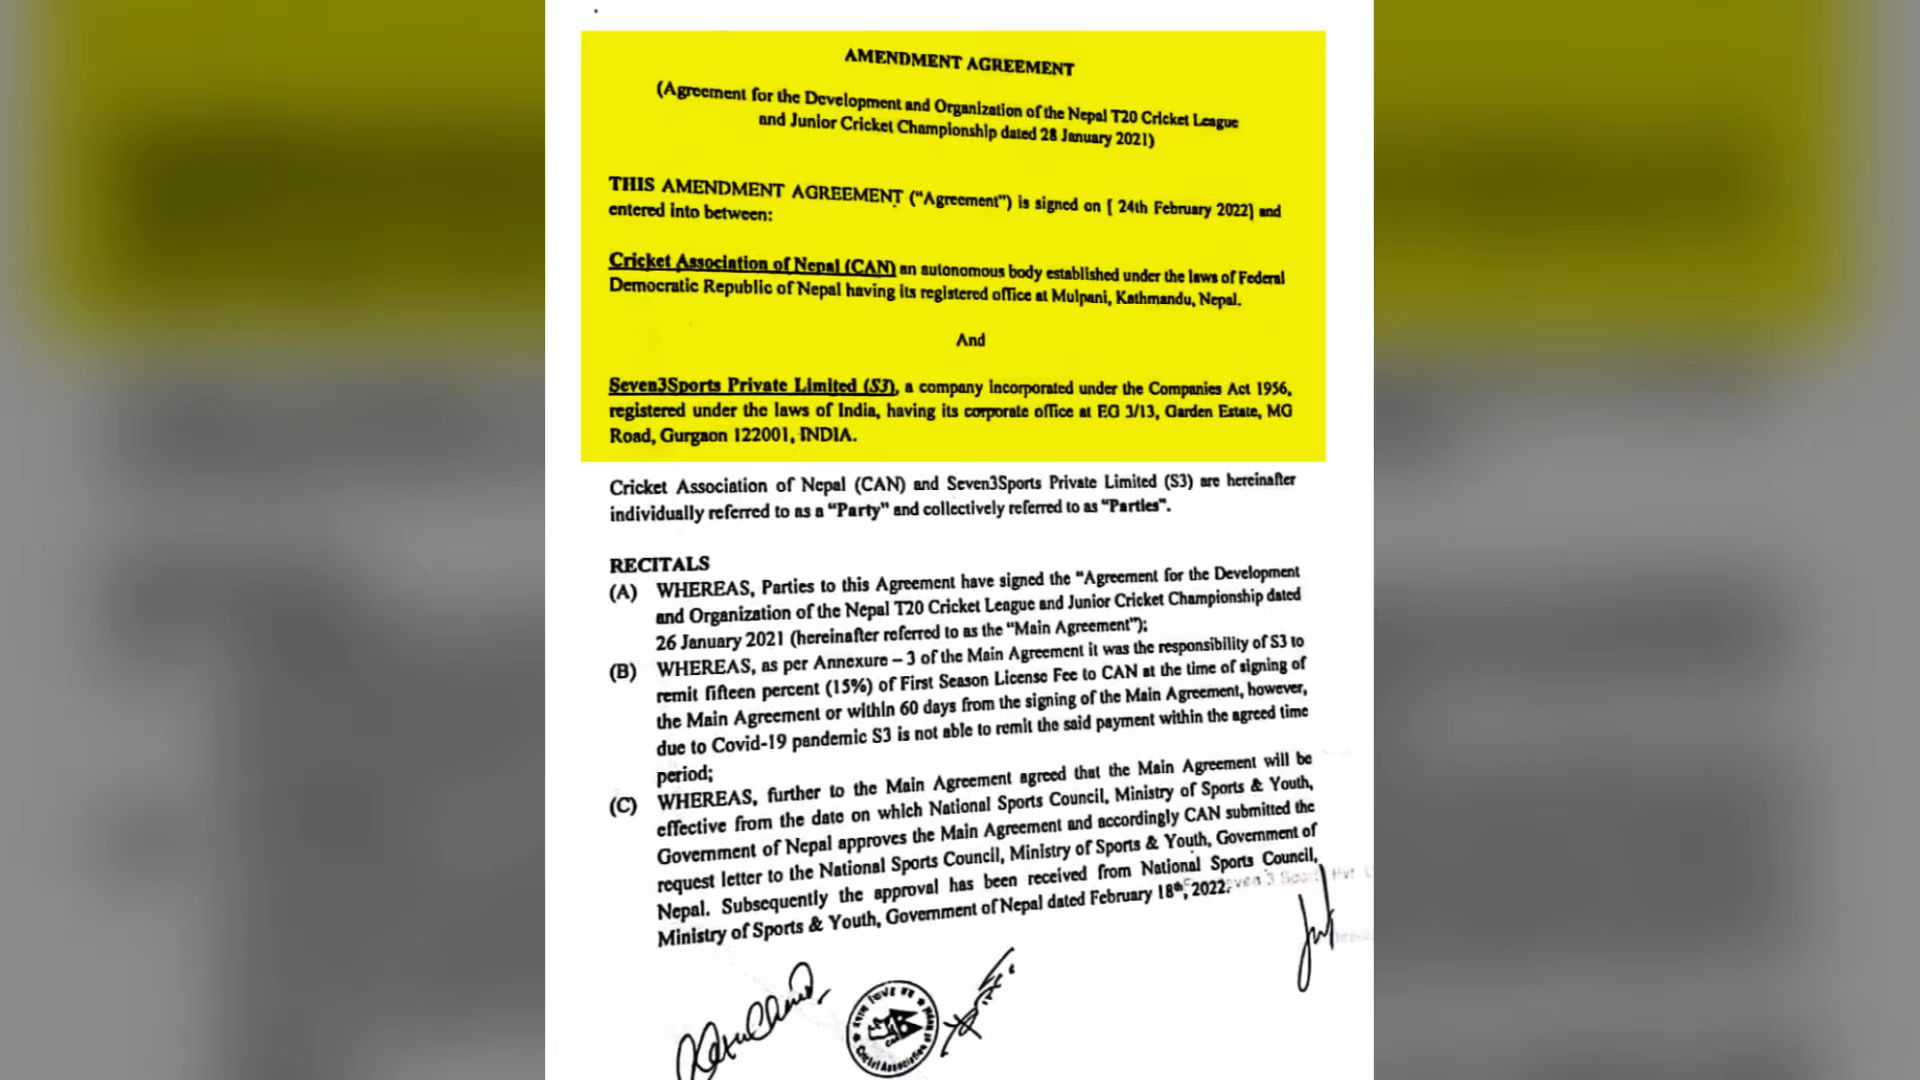 AMENDMENT AGREEMENT
(Agreement for the Development and Organization of the Nepal T20 Cricket League
and Junior Cricket Championship dated 28 January 2021)
THIS AMENDMENT AGREEMENT (“Agreement”) is signed on [ 24th February 2022] and
entered into between:
Cricket Association of Nepal (CAN) an autonomous body established under the laws of Federal
Democratic Republic of Nepal having its registered office at Mulpani, Kathmandu, Nepal.
And
Seven3Sports Private Limited (S3), a company incorporated under the Companies Act 1956,
registered under the laws of India, having its corporate office at EG 3/13, Garden Estate, MG
Road, Gurgaon 122001, INDIA.
Cricket Association of Nepal (CAN) and Seven3Sports Private Limited (S3) are hereinafter
individually referred to as a “Party” and collectively referred to as “Parties”.
RECITALS
(A) WHEREAS, Parties to this Agreement have signed the “Agreement for the Development
and Organization of the Nepal T20 Cricket League and Junior Cricket Championship dated
26 January 2021 (hereinafter referred to as the “Main Agreement”);
(B) WHEREAS, as per Annexure – 3 of the Main Agreement it was the responsibility of S3 to
remit fifteen percent (15%) of First Season License Fee to CAN at the time of signing of
the Main Agreement or within 60 days from the signing of the Main Agreement, however,
due to Covid-19 pandemic S3 is not able to remit the said payment within the agreed time
period;
(C) WHEREAS, further to the Main Agreement agreed that the Main Agreement will be
effective from the date on which National Sports Council, Ministry of Sports & Youth,
Government of Nepal approves the Main Agreement and accordingly CAN submitted the
request letter to the National Sports Council, Ministry of Sports & Youth, Government of
Nepal. Subsequently the approval has been received from National Sports Council,
Ministry of Sports & Youth, Government of Nepal dated February 18th, 2022.